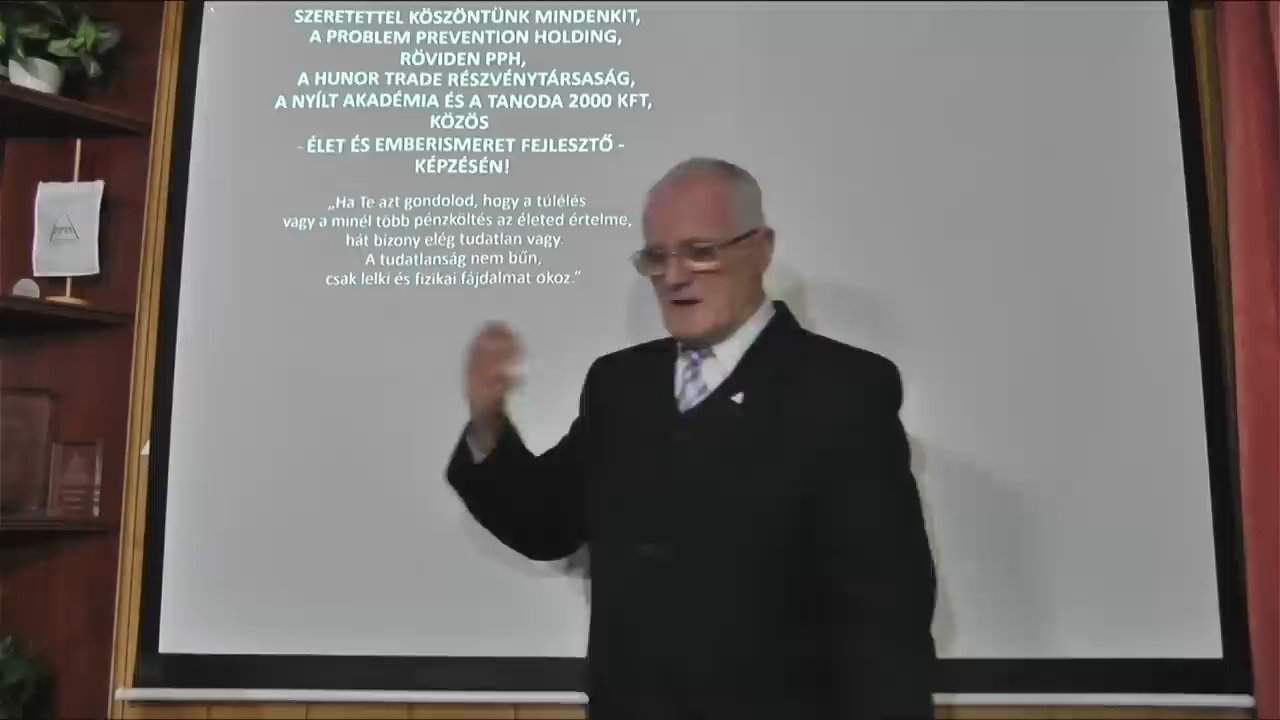 SZERETETTEL KÖSZÖNTÜNK MINDENKIT,
A PROBLEM PREVENTION HOLDING,
RÖVIDEN PPH,
A HUNOR TRADE RÉSZVÉNYTÁRSASÁG,
A NYÍLT AKADÉMIA ÉS A TANODA 2000 KFT,
KÖZÖS
- ÉLET ÉS EMBERISMERET FEJLESZTŐ -
KÉPZÉSÉN!
„Ha Te azt gondolod, hogy a túlélés
vagy a minél több pénzköltés az életed értelme,
hát bizony elég tudatlan vagy.
A tudatlanság nem bűn,
csak lelki és fizikai fájdalmat okoz.”